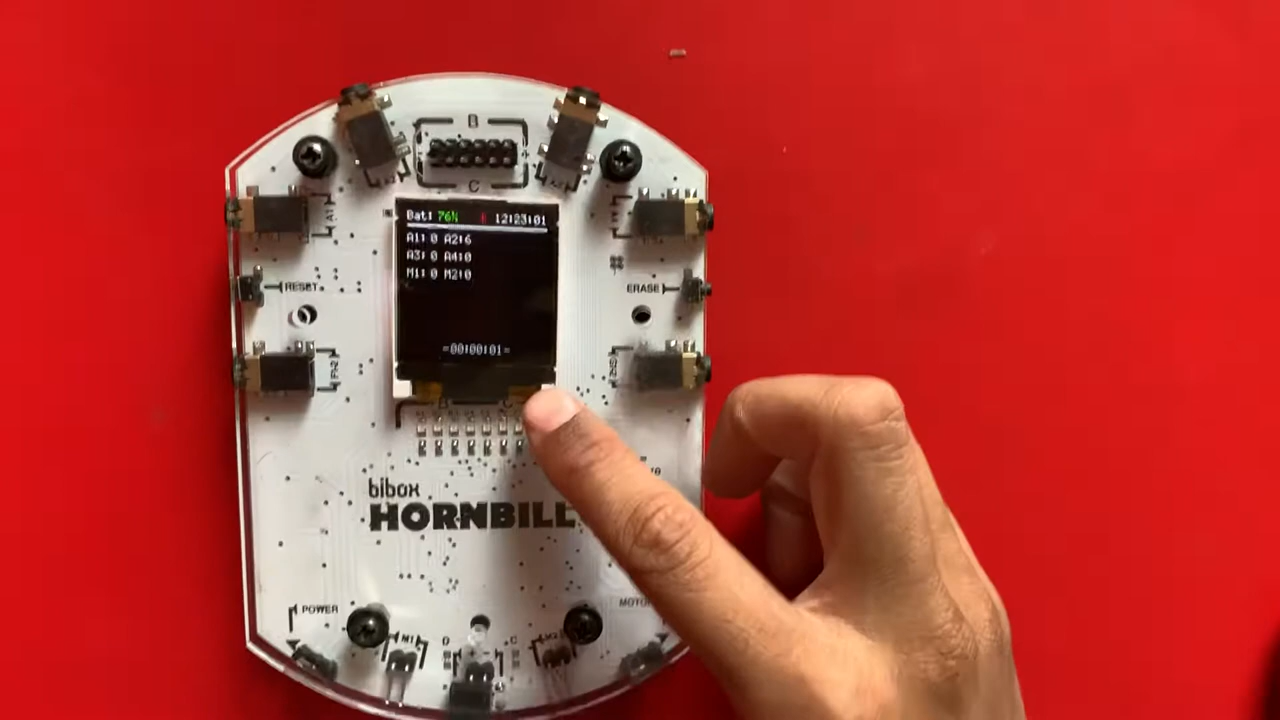 B
C
Bat: 76% 12:23:01
A1: 0 A2:6
A3: 0 A4:0
M1: 0 M2:0
=00:00:01=
A1
RESET
ERASE
bibox
HORNBILL
POWER
M1
D
C